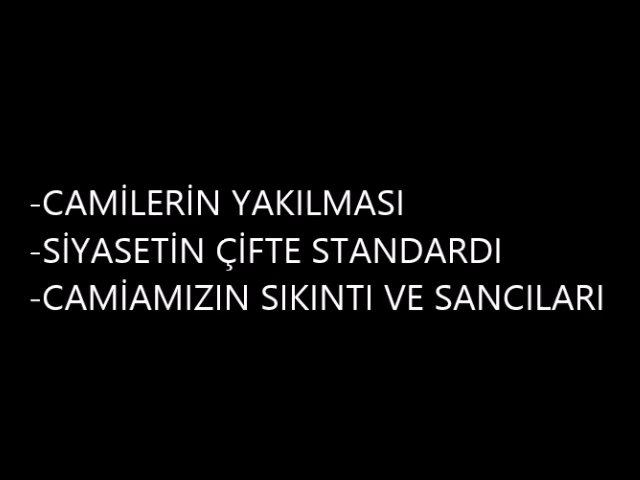 -CAMİLERİN YAKILMASI
-SİYASETİN ÇİFTE STANDARDI
-CAMİAMIZIN SIKINTI VE SANCILARI